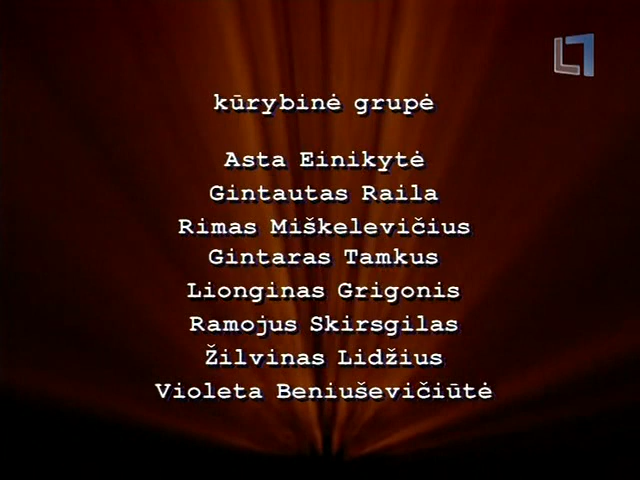 kūrybinė grupė
Asta Einikytė
Gintautas Raila
Rimas Miškelevičius
Gintaras Tamkus
Lionginas Grigonis
Ramojus Skirsgilas
Žilvinas Lidžius
Violeta Beniuševičiūtė